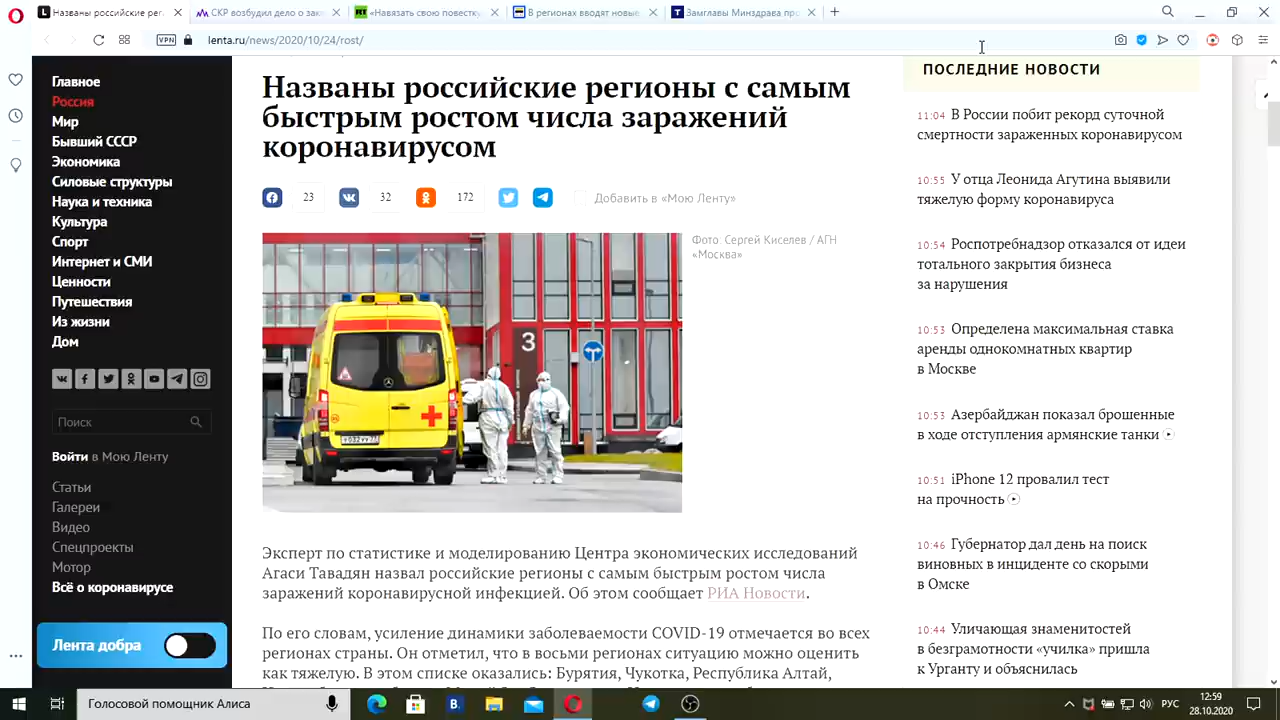 Названы российские рег
СКР возбудил дело о зак
RT
«Навязать свою повестку
В регионах вводят новые
Замглавы Минздрава про
VPN
lenta.ru/news/2020/10/24/rost/
Главное
Россия
Мир
Бывший СССР
Экономика
Силовые структуры
Наука и техника
Культура
Спорт
Интернет и СМИ
Ценности
Путешествия
Из жизни
Дом
Поиск
Войти в Мою Ленту
Статьи
Галереи
Видео
Спецпроекты
Мотор
Всё о коронавирусе
Лента добра
Названы российские регионы с самым
быстрым ростом числа заражений
коронавирусом
23
32
172
Добавить в «Мою Ленту»
Фото: Сергей Киселев / АГН
«Москва»
3
Эксперт по статистике и моделированию Центра экономических исследований
Агаси Тавадян назвал российские регионы с самым быстрым ростом числа
заражений коронавирусной инфекцией. Об этом сообщает РИА Новости.
По его словам, усиление динамики заболеваемости COVID-19 отмечается во всех
регионах страны. Он отметил, что в восьми регионах ситуацию можно оценить
как тяжелую. В этом списке оказались: Бурятия, Чукотка, Республика Алтай,
ПОСЛЕДНИЕ НОВОСТИ
11:04 В России побит рекорд суточной
смертности зараженных коронавирусом
10:55 У отца Леонида Агутина выявили
тяжелую форму коронавируса
10:54 Роспотребнадзор отказался от идеи
тотального закрытия бизнеса
за нарушения
10:53 Определена максимальная ставка
аренды однокомнатных квартир
в Москве
10:53 Азербайджан показал брошенные
в ходе отступления армянские танки
10:51 iPhone 12 провалил тест
на прочность
10:46 Губернатор дал день на поиск
виновных в инциденте со скорыми
в Омске
10:44 Уличающая знаменитостей
в безграмотности «училка» пришла
к Урганту и объяснилась
Голосовой помощник Алиса
B.
РУС
12:59
28.10.2020